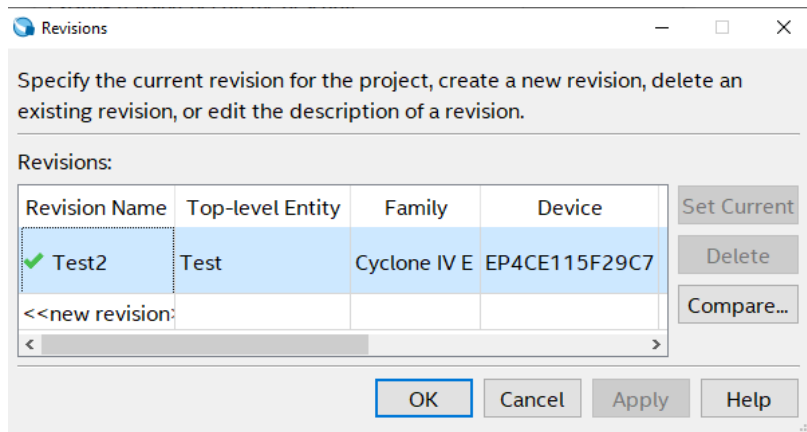 Revisions
Specify the current revision for the project, create a new revision, delete an
existing revision, or edit the description of a revision.
Revisions:
Revision Name Top-level Entity Family Device
Set Current
Test2 Test Cyclone IV E EP4CE115F29C7
Delete
<<new revision>
Compare...
OK Cancel Apply Help